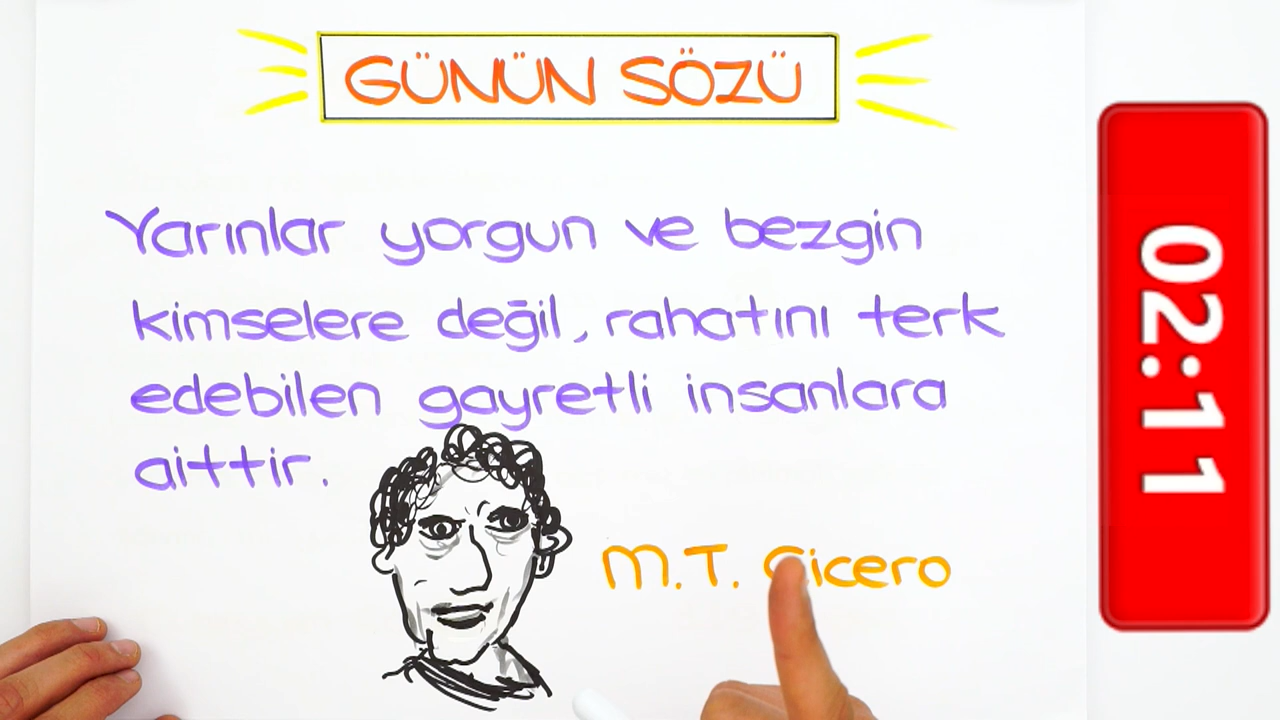 GÜNÜN SÖZÜ
Yarınlar yorgun ve bezgin
kimselere değil, rahatını terk
edebilen gayretli insanlara
aittir.
M.T. Cicero
02:11